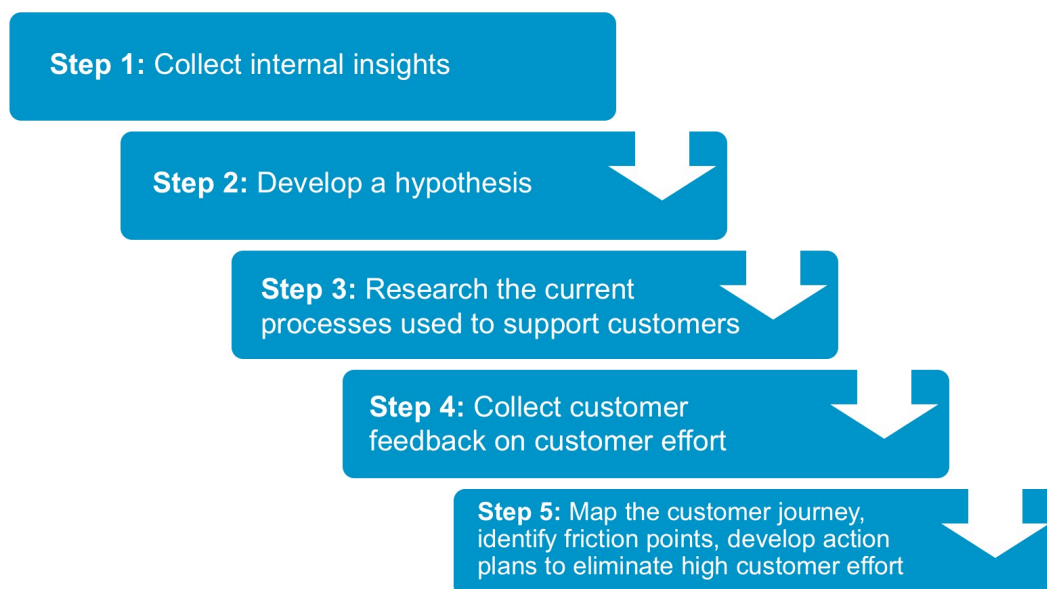 Step 1: Collect internal insights
Step 2: Develop a hypothesis
Step 3: Research the current
processes used to support customers
Step 4: Collect customer
feedback on customer effort
Step 5: Map the customer journey,
identify friction points, develop action
plans to eliminate high customer effort